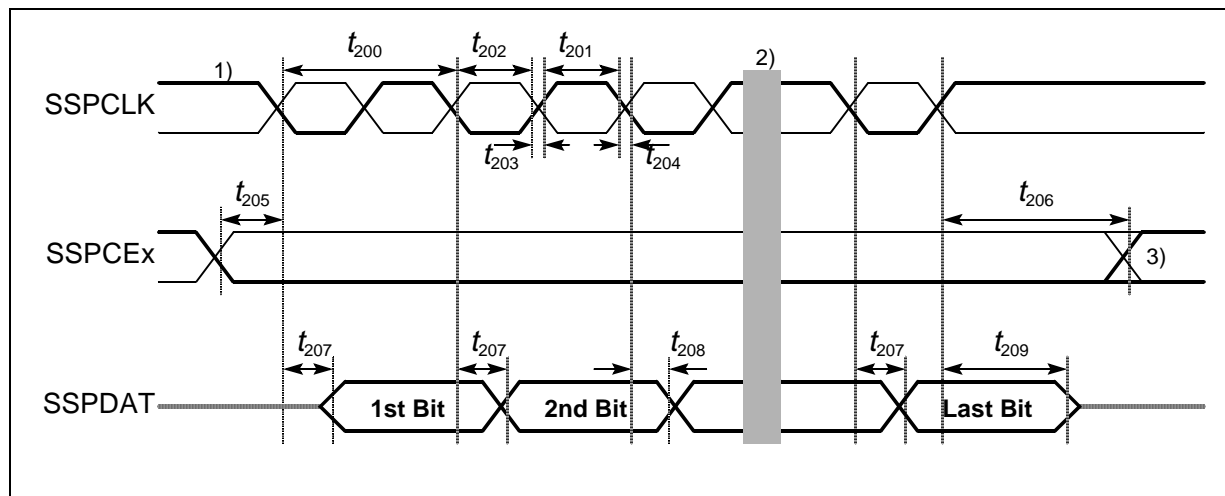 1)
t200
t202
t201
2)
SSPCLK
t203
t204
t205
t206
SSPCEx
3)
t207
t207
t208
t207
t209
SSPDAT
1st Bit
2nd Bit
Last Bit